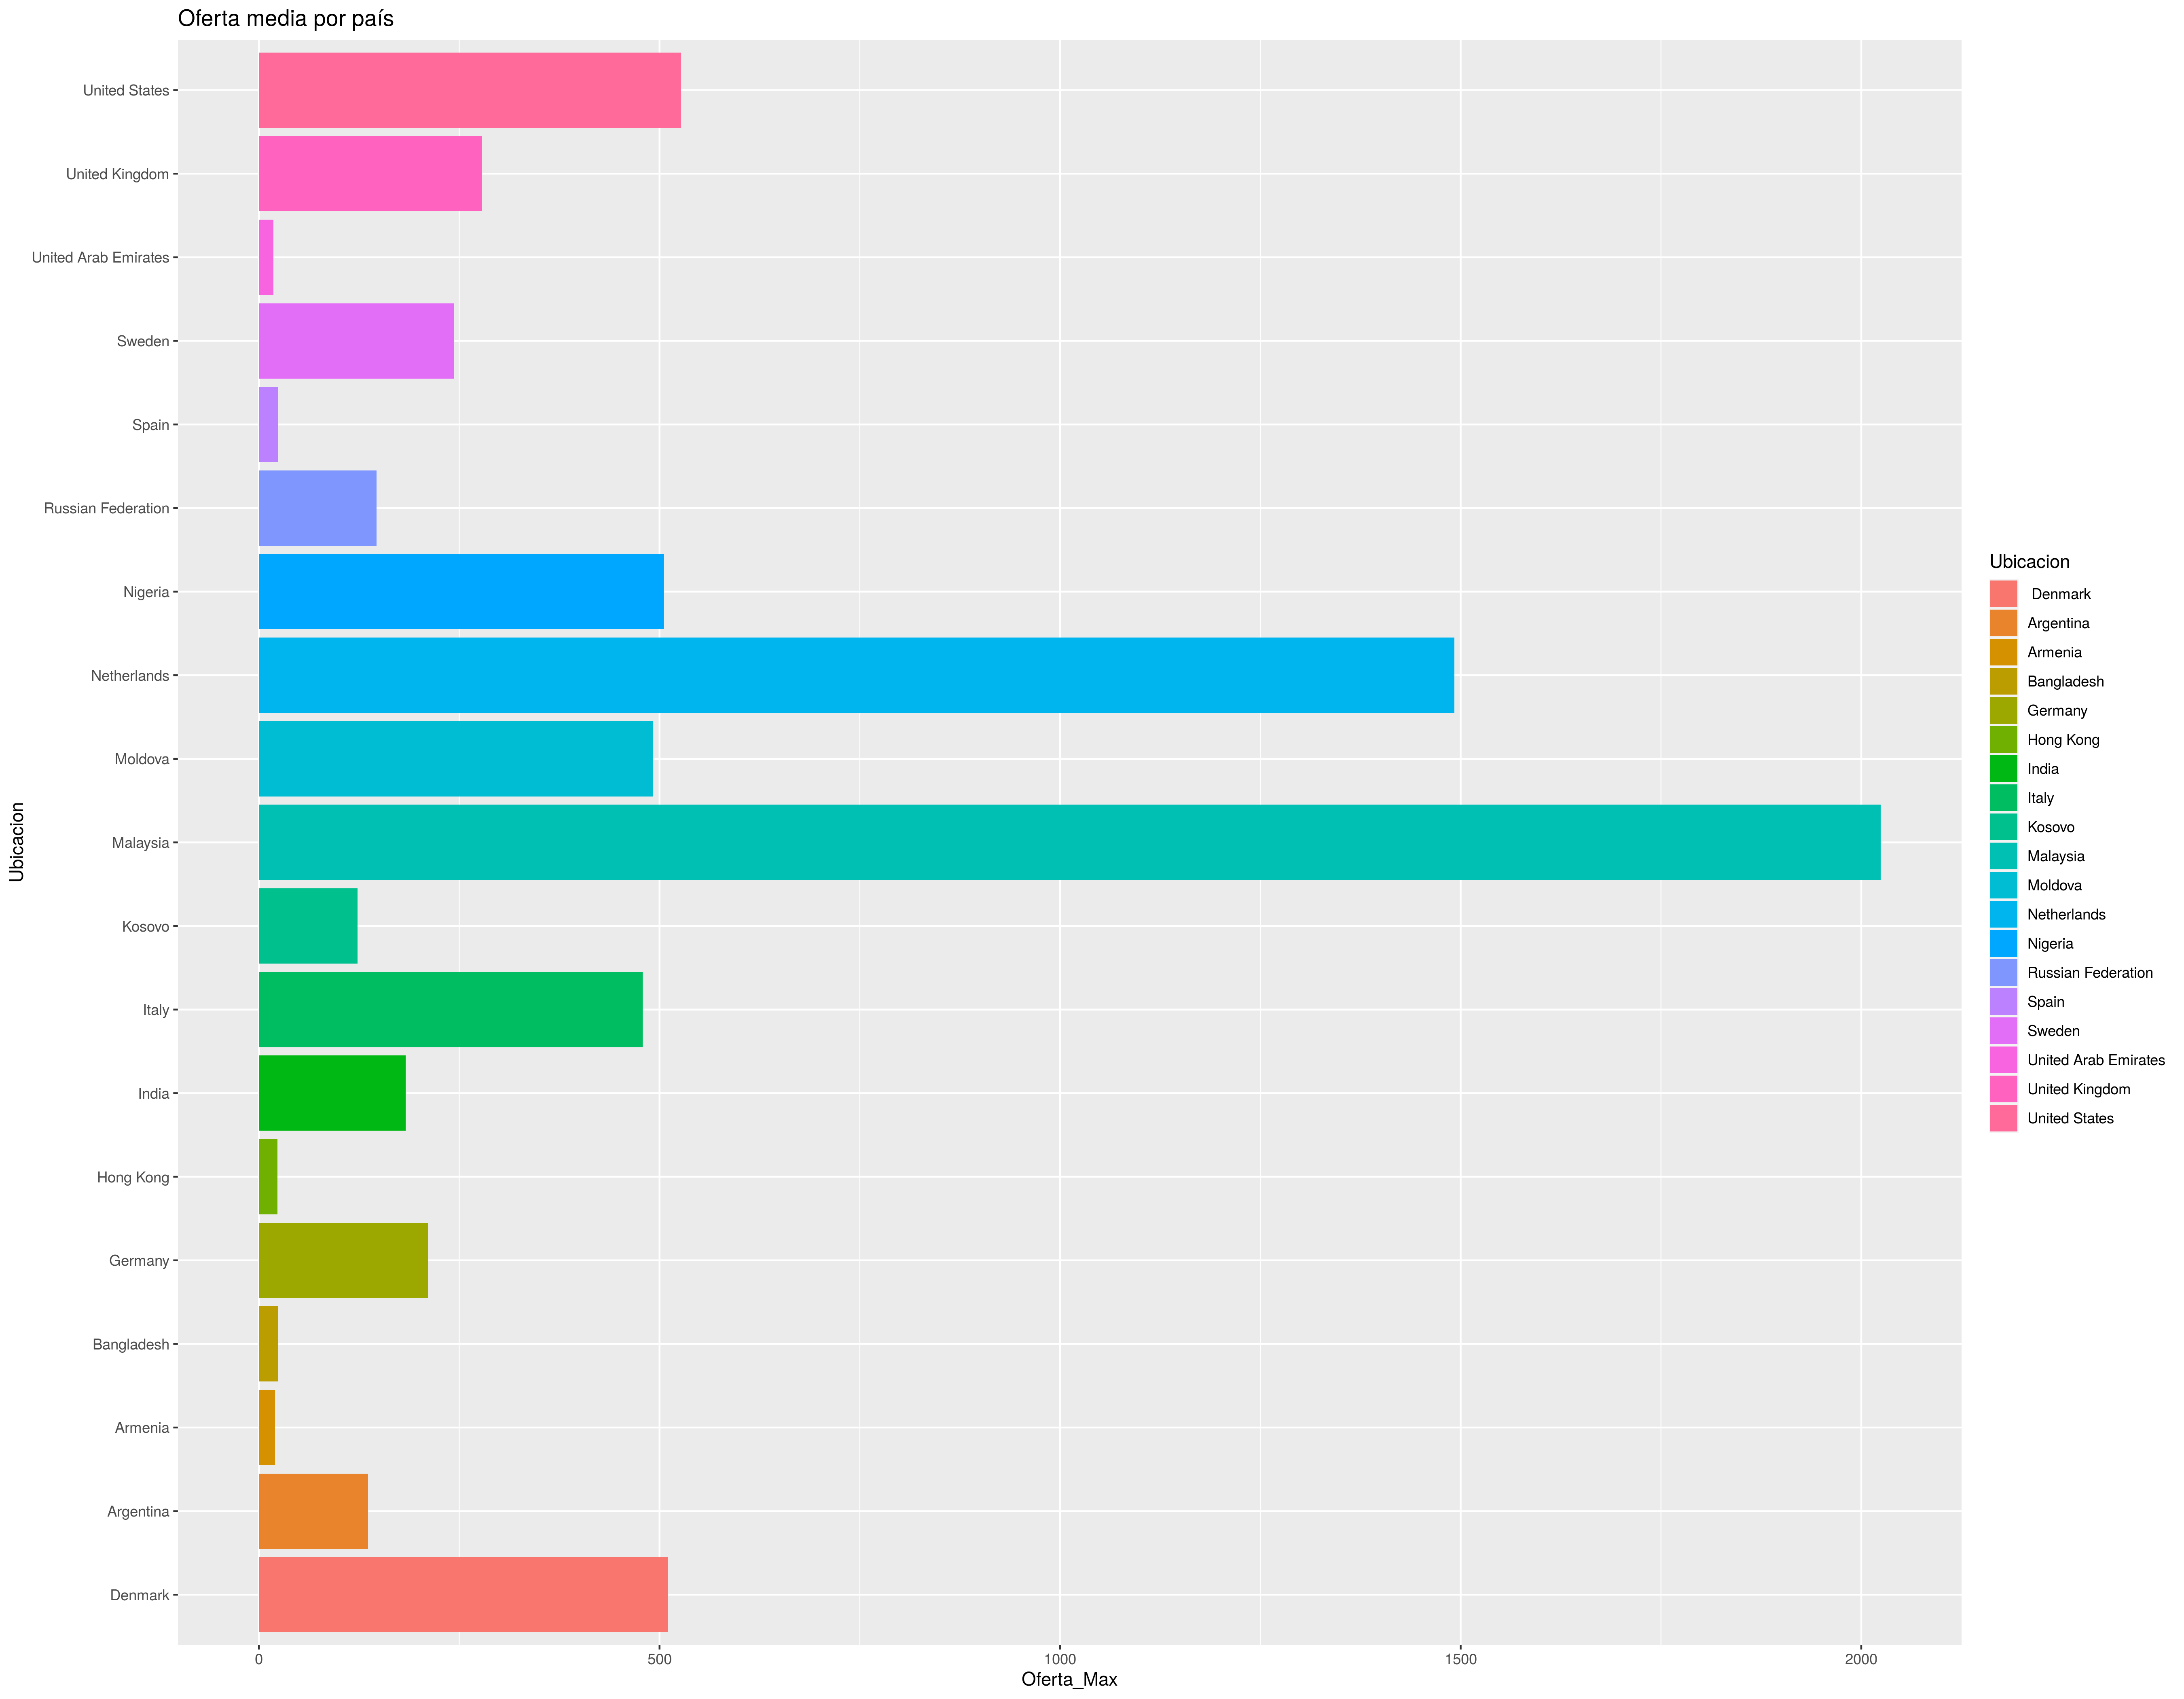 Oferta media por país
United States
United Kingdom
United Arab Emirates
Sweden
Spain
Russian Federation
Nigeria
Netherlands
Moldova
Malaysia
Kosovo
Italy
India
Hong Kong
Germany
Bangladesh
Armenia
Argentina
Denmark
Ubicacion
0 500 1000 1500 2000
Oferta_Max
Ubicacion
Denmark
Argentina
Armenia
Bangladesh
Germany
Hong Kong
India
Italy
Kosovo
Malaysia
Moldova
Netherlands
Nigeria
Russian Federation
Spain
Sweden
United Arab Emirates
United Kingdom
United States